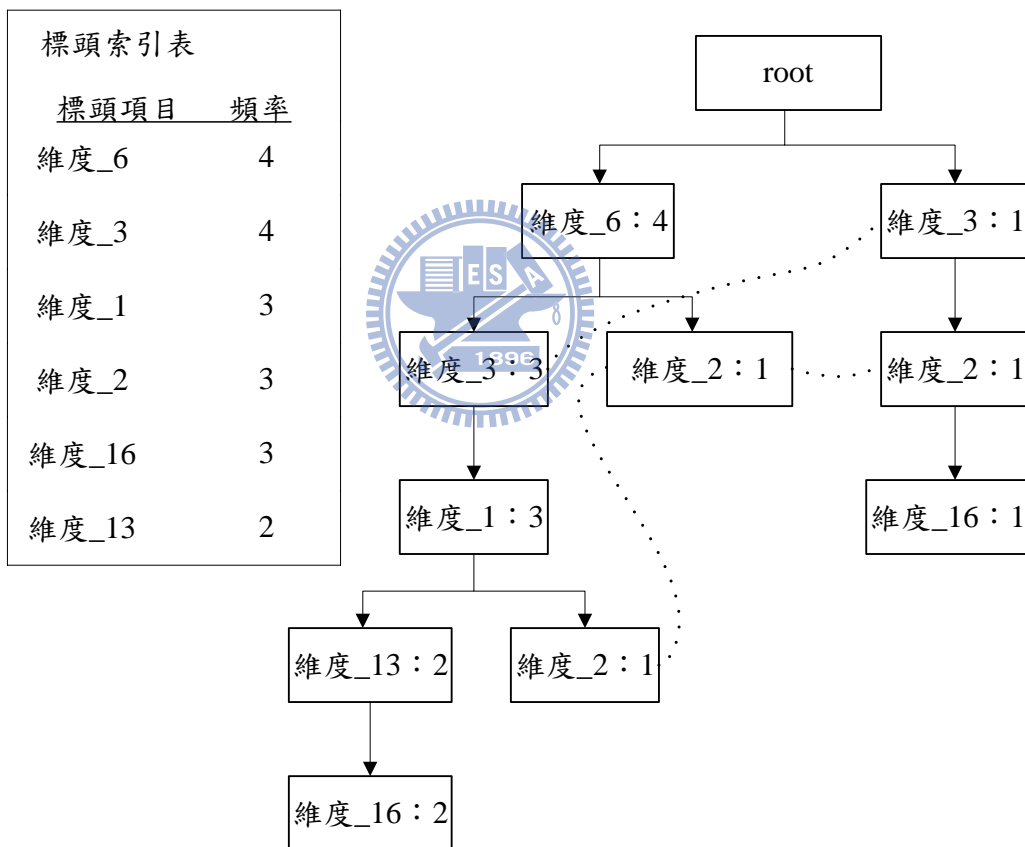 標頭索引表
標頭項目 頻率
維度_6 4
維度_3 4
維度_1 3
維度_2 3
維度_16 3
維度_13 2
root
維度_6：4
維度_3：1
ESA
1896
維度_3：3
維度_2：1
維度_2：1
維度_1：3
維度_16：1
維度_13：2
維度_2：1
維度_16：2